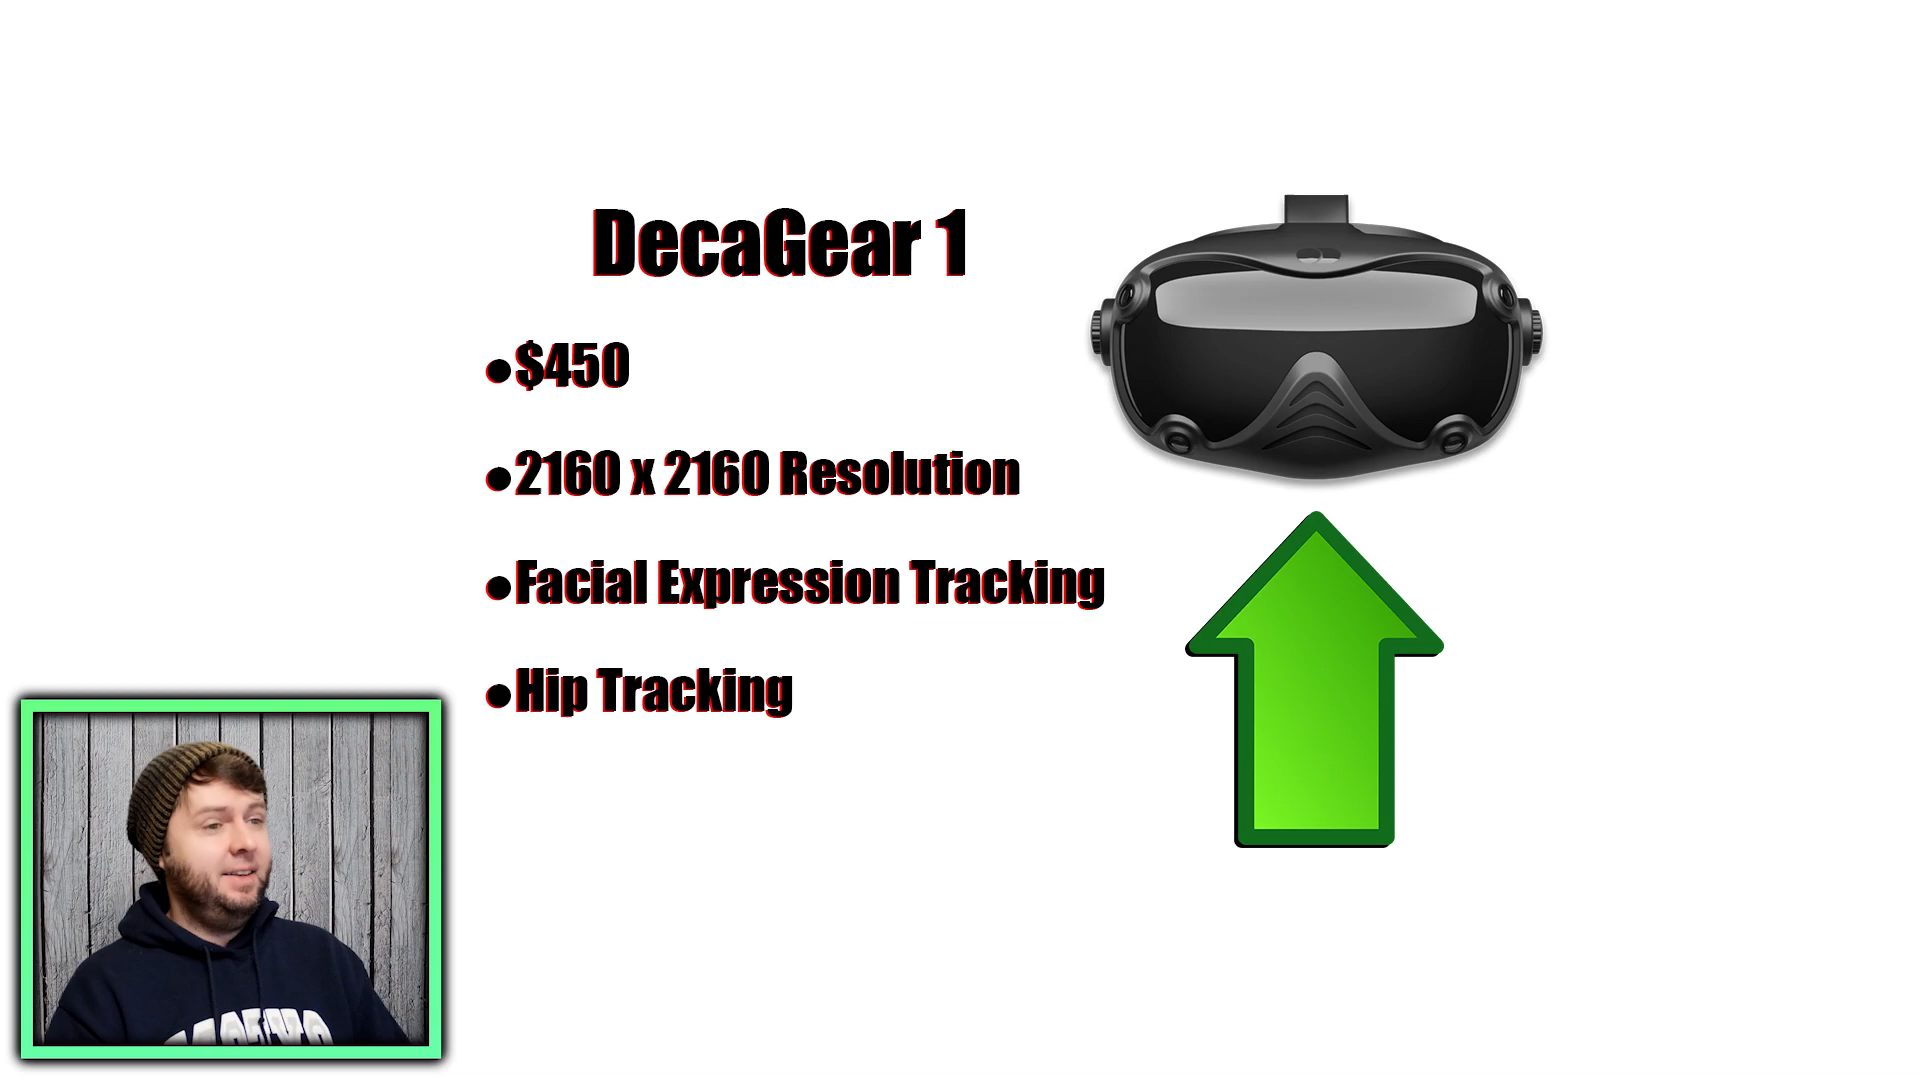 DecaGear 1
●$450
●2160 x 2160 Resolution
●Facial Expression Tracking
●Hip Tracking